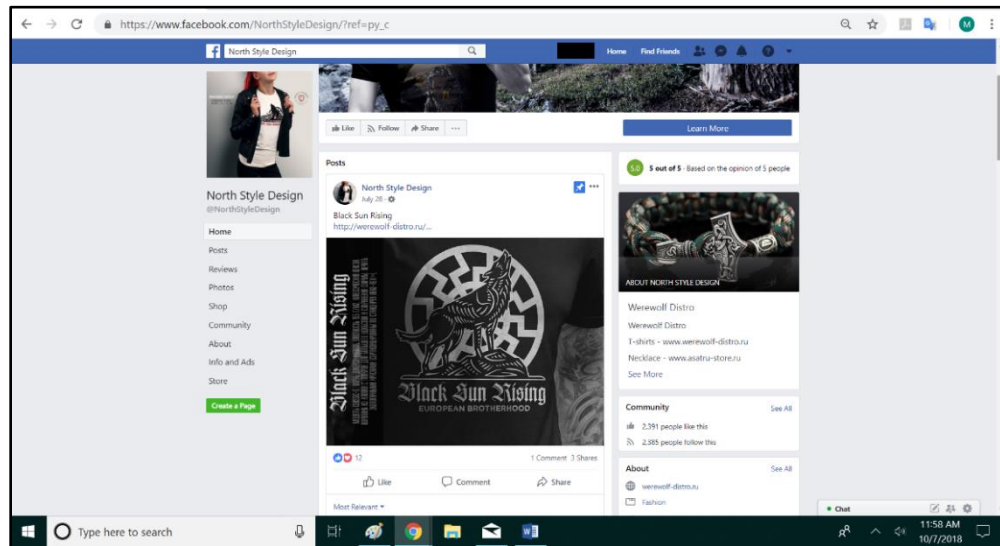 https://www.facebook.com/NorthStyleDesign/?ref=py_c
M
North Style Design
Home Find Friends
Like Follow Share
Learn More
North Style Design
@NorthStyleDesign
Home
Posts
Reviews
Photos
Shop
Community
About
Info and Ads
Store
Create a Page
Posts
North Style Design
July 28
Black Sun Rising
http://werewolf-distro.ru/...
Black Sun Rising
Black Sun Rising
EUROPEAN BROTHERHOOD
12
1 Comment 3 Shares
Like Comment Share
Most Relevant
5.0 5 out of 5 · Based on the opinion of 5 people
ABOUT NORTH STYLE DESIGN
Werewolf Distro
Werewolf Distro
T-shirts - www.werewolf-distro.ru
Necklace - www.asatru-store.ru
See More
Community See All
2,391 people like this
2,385 people follow this
About See All
werewolf-distro.ru
Fashion
Chat
Type here to search
11:58 AM
10/7/2018